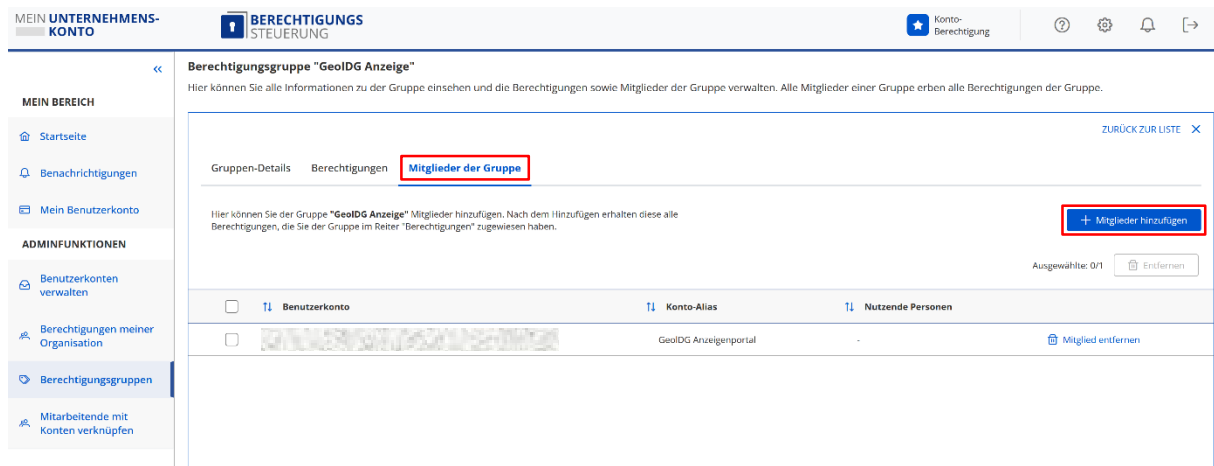 MEIN UNTERNEHMENS-
KONTO
BERECHTIGUNGS
STEUERUNG
Konto-
Berechtigung
MEIN BEREICH
Startseite
Benachrichtigungen
Mein Benutzerkonto
ADMINFUNKTIONEN
Benutzerkonten
verwalten
Berechtigungen meiner
Organisation
Berechtigungsgruppen
Mitarbeitende mit
Konten verknüpfen
Berechtigungsgruppe "GeolDG Anzeige"
Hier können Sie alle Informationen zu der Gruppe einsehen und die Berechtigungen sowie Mitglieder der Gruppe verwalten. Alle Mitglieder einer Gruppe erben alle Berechtigungen der Gruppe.
ZURÜCK ZUR LISTE
Gruppen-Details Berechtigungen Mitglieder der Gruppe
Hier können Sie der Gruppe "GeolDG Anzeige" Mitglieder hinzufügen. Nach dem Hinzufügen erhalten diese alle
Berechtigungen, die Sie der Gruppe im Reiter "Berechtigungen" zugewiesen haben.
+ Mitglieder hinzufügen
Ausgewählte: 0/1 Entfernen
Benutzerkonto Konto-Alias Nutzende Personen
GeolDG Anzeigenportal - Mitglied entfernen